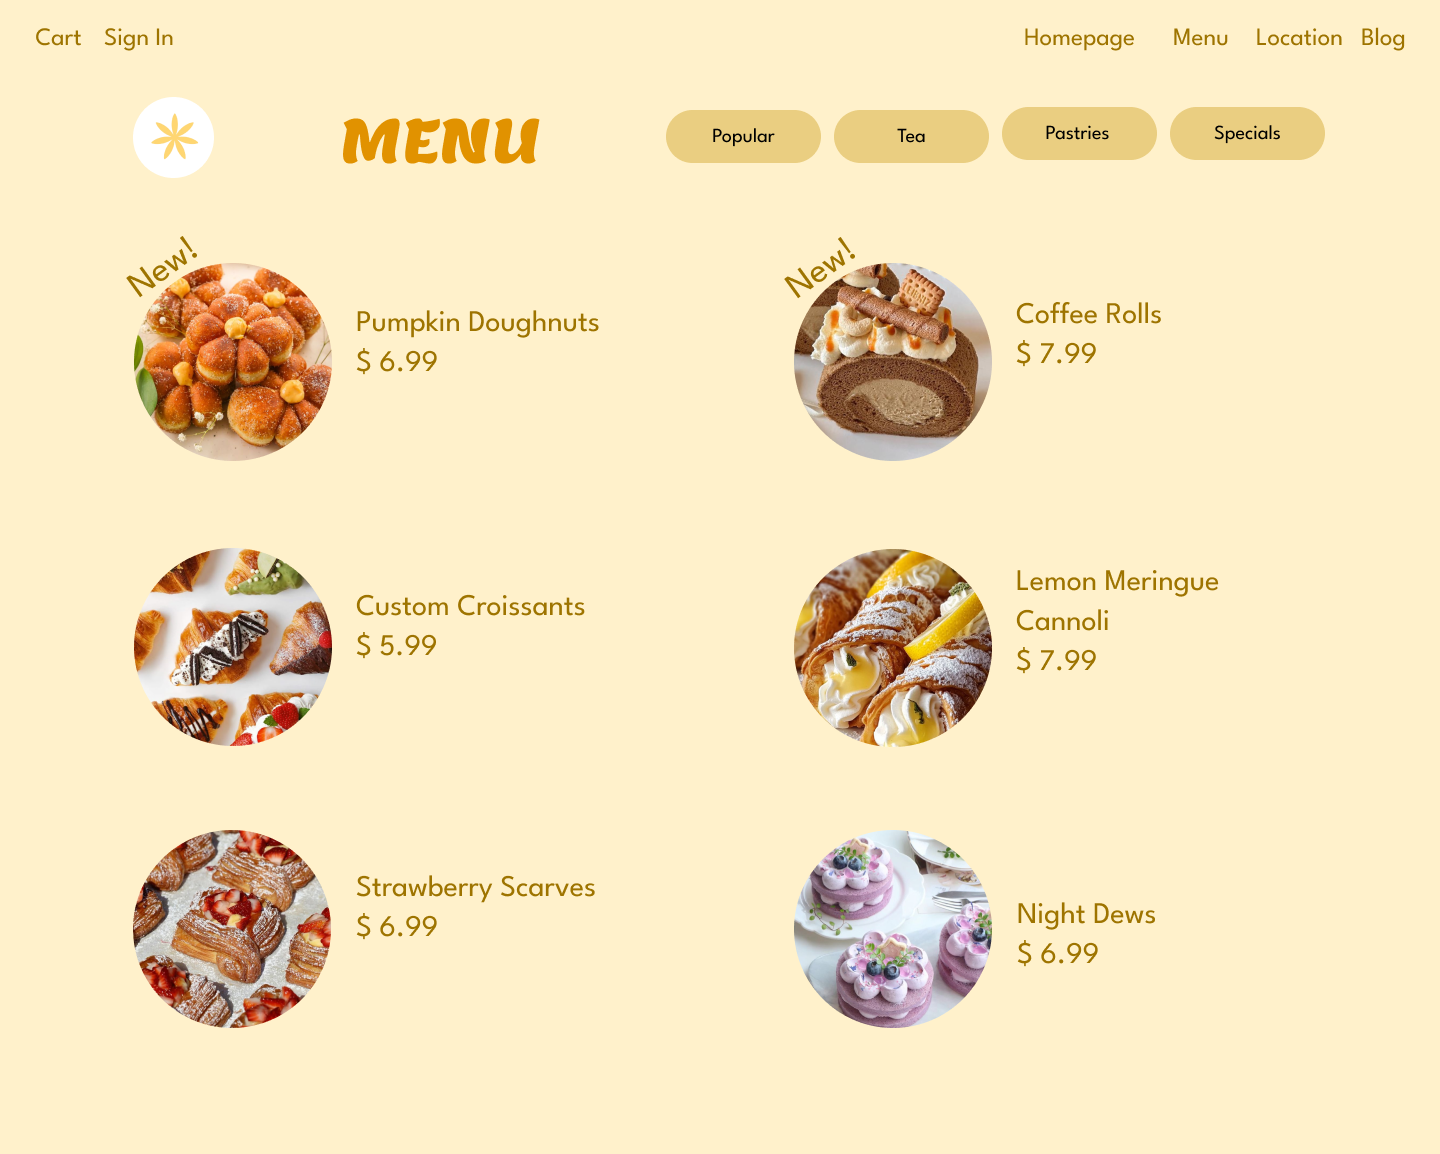 Cart Sign In Homepage Menu Location Blog
MENU Popular Tea Pastries Specials
New!
Pumpkin Doughnuts
$ 6.99
New!
Coffee Rolls
$ 7.99
Custom Croissants
$ 5.99
Lemon Meringue
Cannoli
$ 7.99
Strawberry Scarves
$ 6.99
Night Dews
$ 6.99